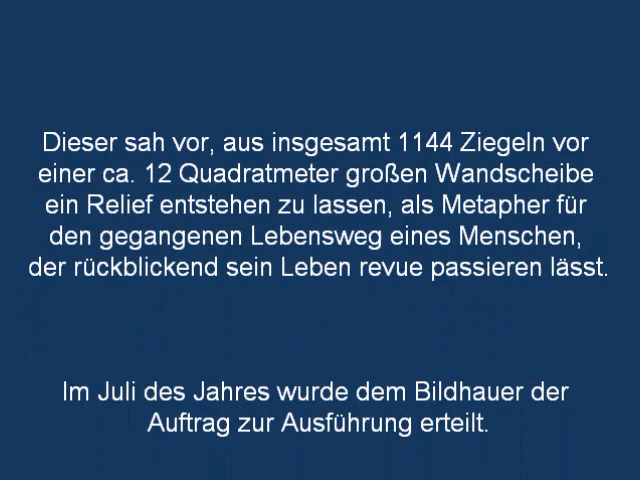 Dieser sah vor, aus insgesamt 1144 Ziegeln vor
einer ca. 12 Quadratmeter großen Wandscheibe
ein Relief entstehen zu lassen, als Metapher für
den gegangenen Lebensweg eines Menschen,
der rückblickend sein Leben revue passieren lässt.
Im Juli des Jahres wurde dem Bildhauer der
Auftrag zur Ausführung erteilt.